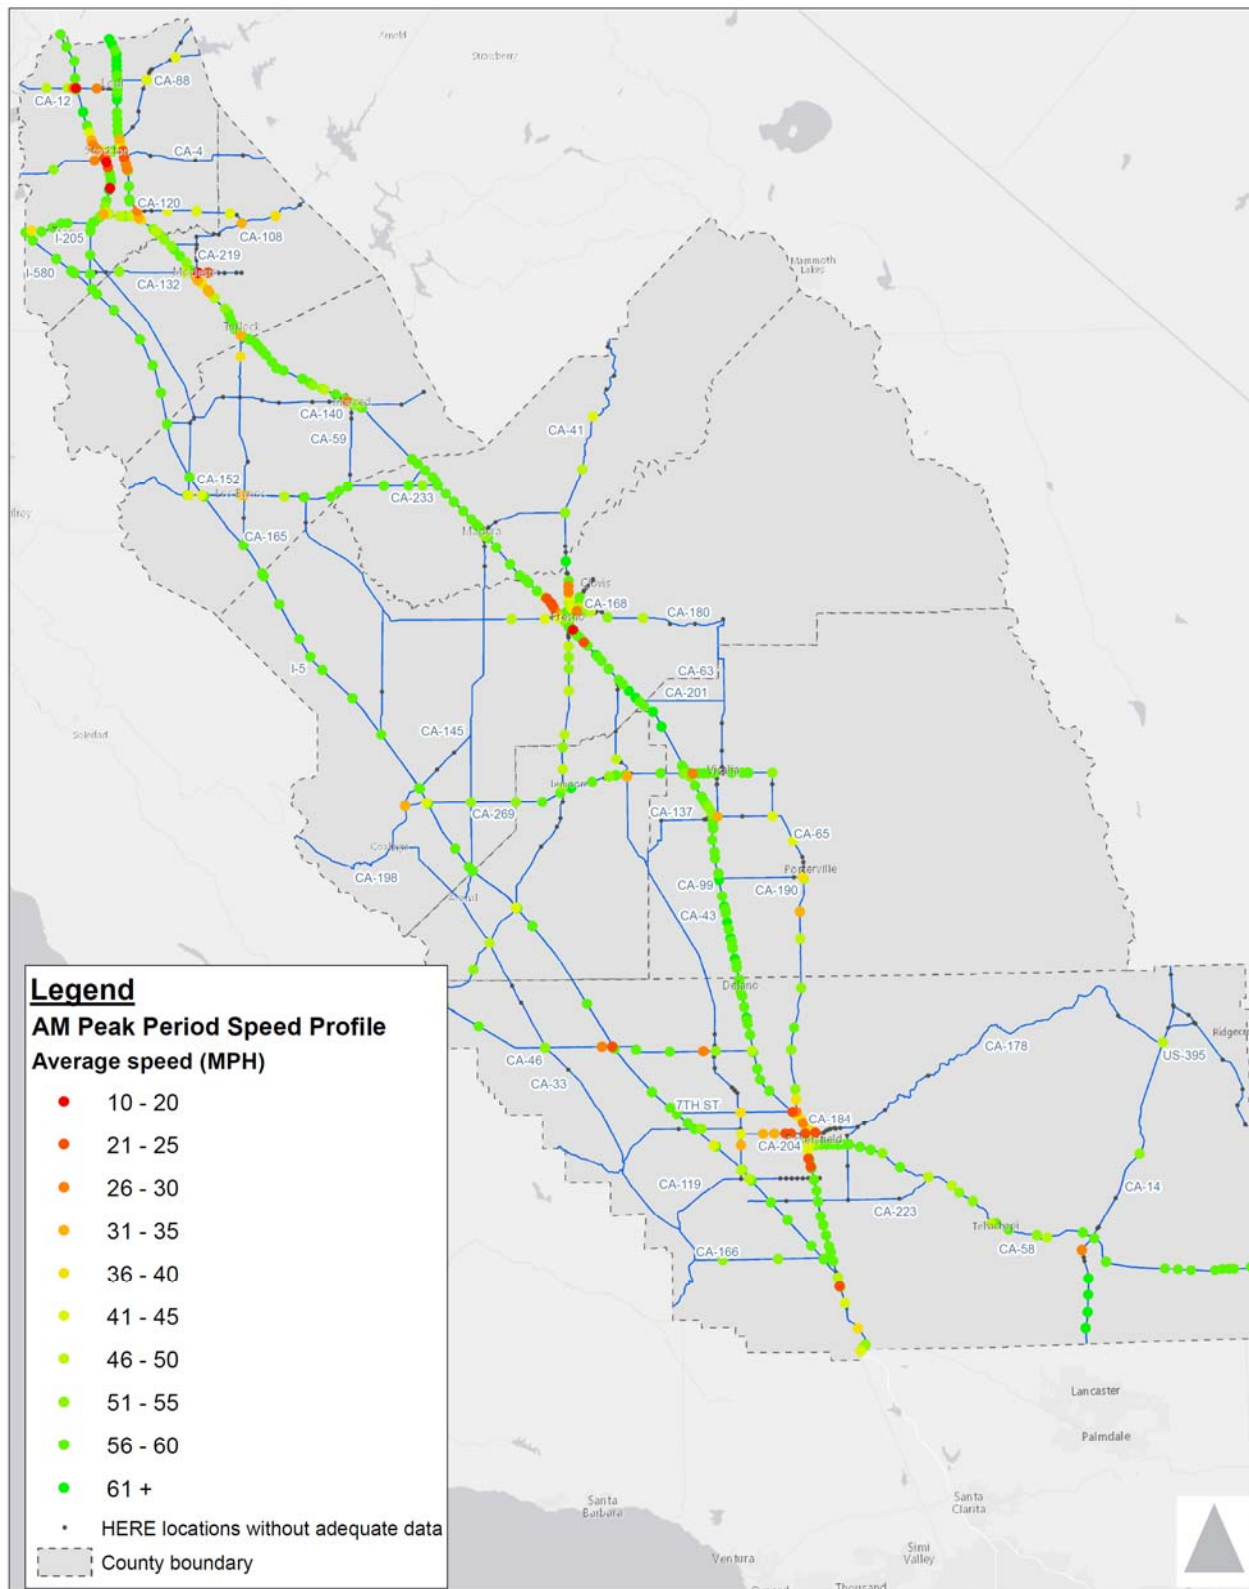 Arnold
Strawberry
CA-88
CA-12
CA-4
CA-120
I-205
CA-108
CA-219
I-580
CA-132
Mammoth
Lakes
CA-140
CA-41
CA-59
CA-152
CA-233
CA-165
Madera
Clovis
CA-168
CA-180
Fresno
I-5
CA-63
CA-201
Soledad
CA-145
Visalia
CA-269
CA-137
CA-65
CA-198
Porterville
CA-99
CA-190
CA-43
Delano
CA-178
Ridgecr
US-395
CA-46
CA-33
7TH ST
CA-184
CA-204
CA-119
CA-14
CA-223
Tehachapi
CA-58
CA-166
Lancaster
Palmdale
Santa
Clarita
Santa
Barbara
Simi
Valley
Ventura
Thousand
Legend
AM Peak Period Speed Profile
Average speed (MPH)
10 - 20
21 - 25
26 - 30
31 - 35
36 - 40
41 - 45
46 - 50
51 - 55
56 - 60
61 +
HERE locations without adequate data
County boundary